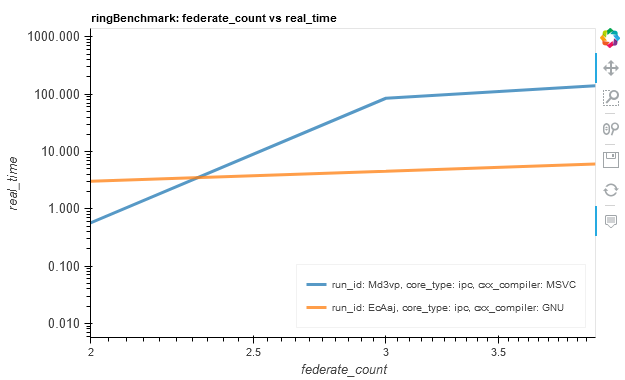 ringBenchmark: federate_count vs real_time
1000.000
100.000
10.000
1.000
0.100
0.010
real_time
2
2.5
3
3.5
federate_count
run_id: Md3vp, core_type: ipc, cxx_compiler: MSVC
run_id: EcAaj, core_type: ipc, cxx_compiler: GNU